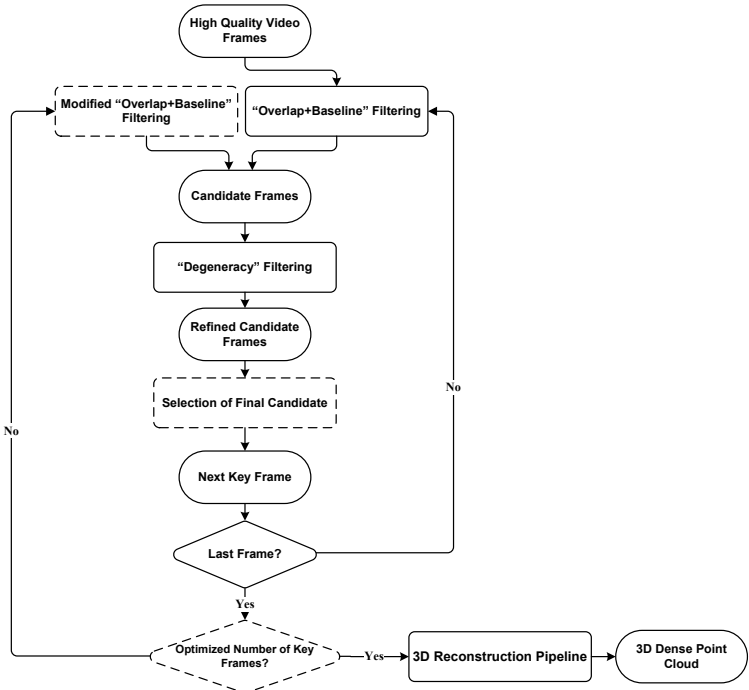 High Quality Video
Frames
Modified “Overlap+Baseline”
Filtering
“Overlap+Baseline” Filtering
Candidate Frames
“Degeneracy” Filtering
Refined Candidate
Frames
Selection of Final Candidate
No
No
Next Key Frame
Last Frame?
Yes
Optimized Number of Key
Frames?
Yes
3D Reconstruction Pipeline
3D Dense Point
Cloud